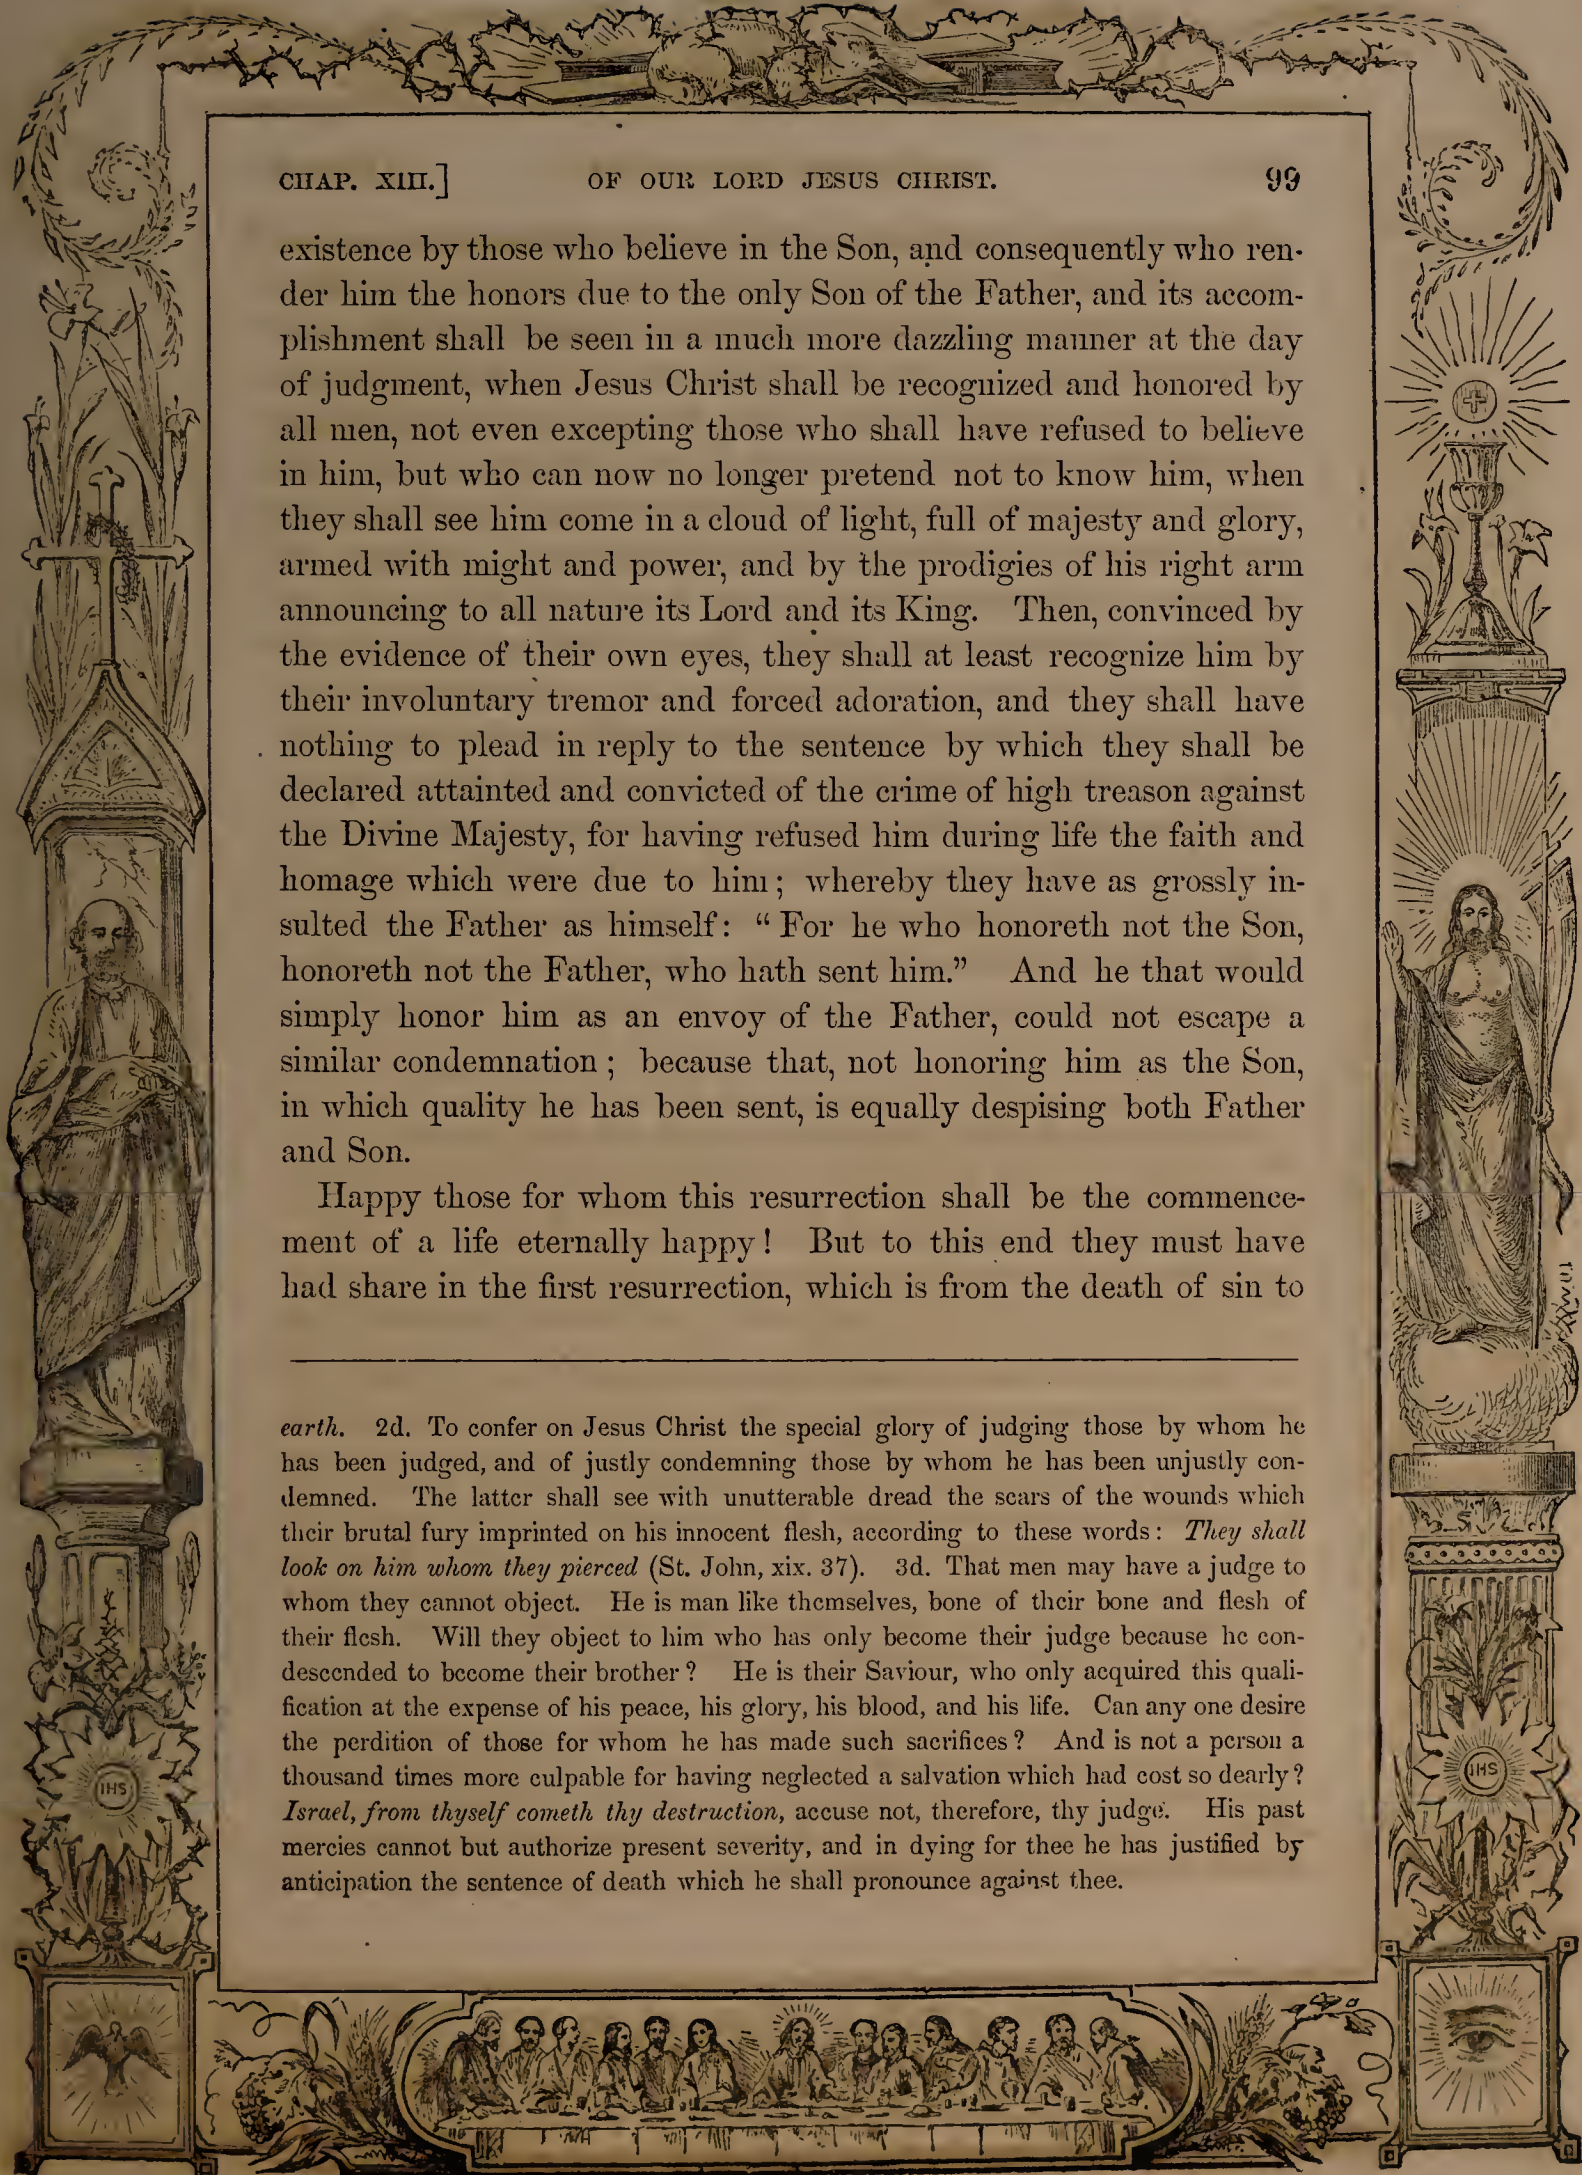 CHAP. XIII.] OF OUR LORD JESUS CHRIST. 99
existence by those who believe in the Son, and consequently who ren-
der him the honors due to the only Son of the Father, and its accom-
plishment shall be seen in a much more dazzling manner at the day
of judgment, when Jesus Christ shall be recognized and honored by
all men, not even excepting those who shall have refused to believe
in him, but who can now no longer pretend not to know him, when
they shall see him come in a cloud of light, full of majesty and glory,
armed with might and power, and by the prodigies of his right arm
announcing to all nature its Lord and its King. Then, convinced by
the evidence of their own eyes, they shall at least recognize him by
their involuntary tremor and forced adoration, and they shall have
nothing to plead in reply to the sentence by which they shall be
declared attainted and convicted of the crime of high treason against
the Divine Majesty, for having refused him during life the faith and
homage which were due to him; whereby they have as grossly in-
sulted the Father as himself: “For he who honoreth not the Son,
honoreth not the Father, who hath sent him.” And he that would
simply honor him as an envoy of the Father, could not escape a
similar condemnation; because that, not honoring him as the Son,
in which quality he has been sent, is equally despising both Father
and Son.
Happy those for whom this resurrection shall be the commence-
ment of a life eternally happy! But to this end they must have
had share in the first resurrection, which is from the death of sin to
earth. 2d. To confer on Jesus Christ the special glory of judging those by whom he
has been judged, and of justly condemning those by whom he has been unjustly con-
demned. The latter shall see with unutterable dread the scars of the wounds which
their brutal fury imprinted on his innocent flesh, according to these words: They shall
look on him whom they pierced (St. John, xix. 37). 3d. That men may have a judge to
whom they cannot object. He is man like themselves, bone of their bone and flesh of
their flesh. Will they object to him who has only become their judge because he con-
descended to become their brother? He is their Saviour, who only acquired this quali-
fication at the expense of his peace, his glory, his blood, and his life. Can any one desire
the perdition of those for whom he has made such sacrifices? And is not a person a
thousand times more culpable for having neglected a salvation which had cost so dearly?
Israel, from thyself cometh thy destruction, accuse not, therefore, thy judge. His past
mercies cannot but authorize present severity, and in dying for thee he has justified by
anticipation the sentence of death which he shall pronounce against thee.
IHS
IHS